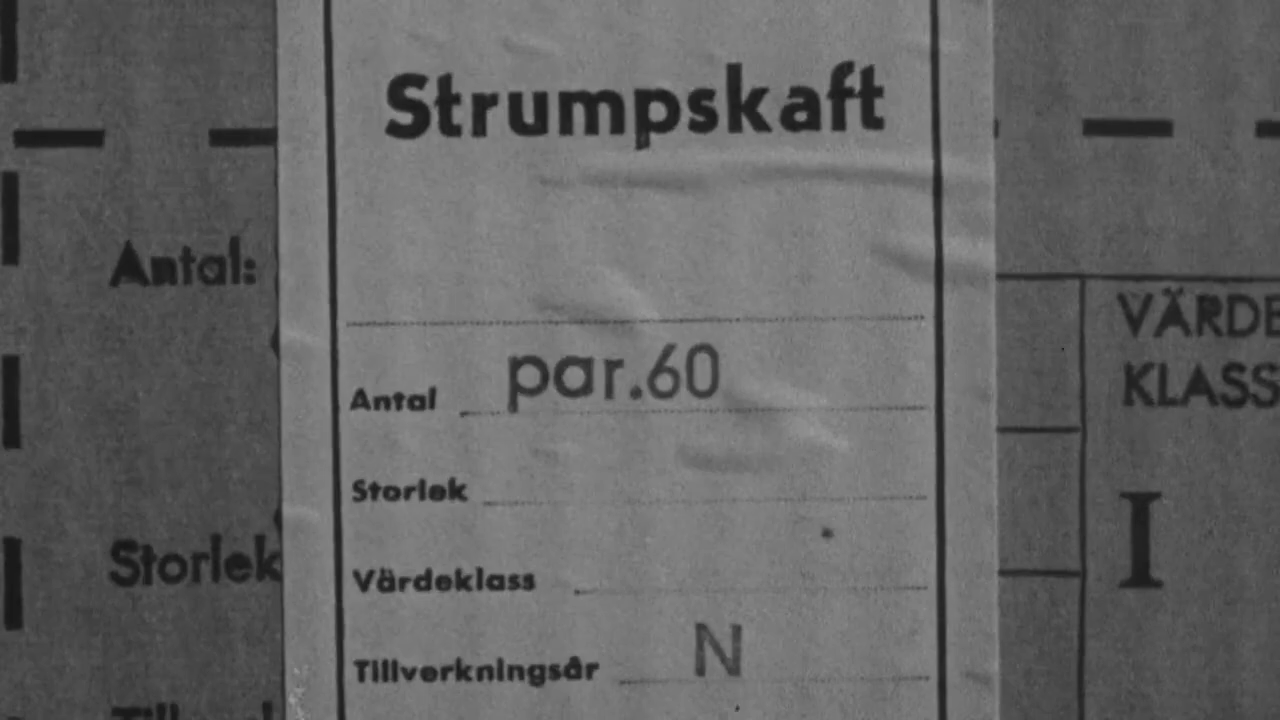 Strumpskaft
Antal:
Antal par.60
Storlek
Värdeklass
Tillverkningsår N
Storlek
VÄRDE
KLASS
I